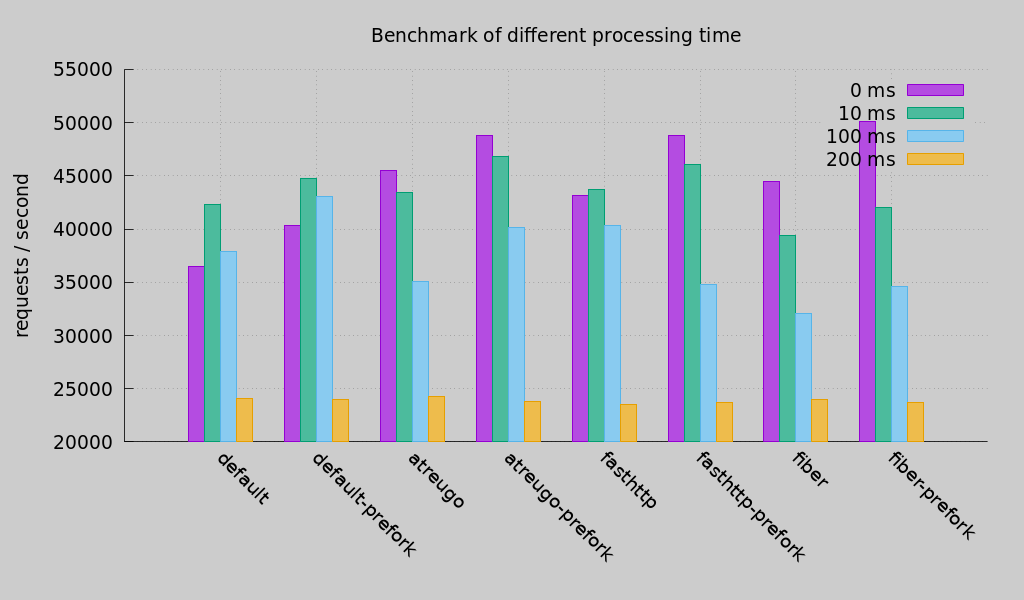 Benchmark of different processing time
requests / second
55000
50000
45000
40000
35000
30000
25000
20000
0 ms
10 ms
100 ms
200 ms
default
default-prefork
atreugo
atreugo-prefork
fasthttp
fasthttp-prefork
fiber
fiber-prefork